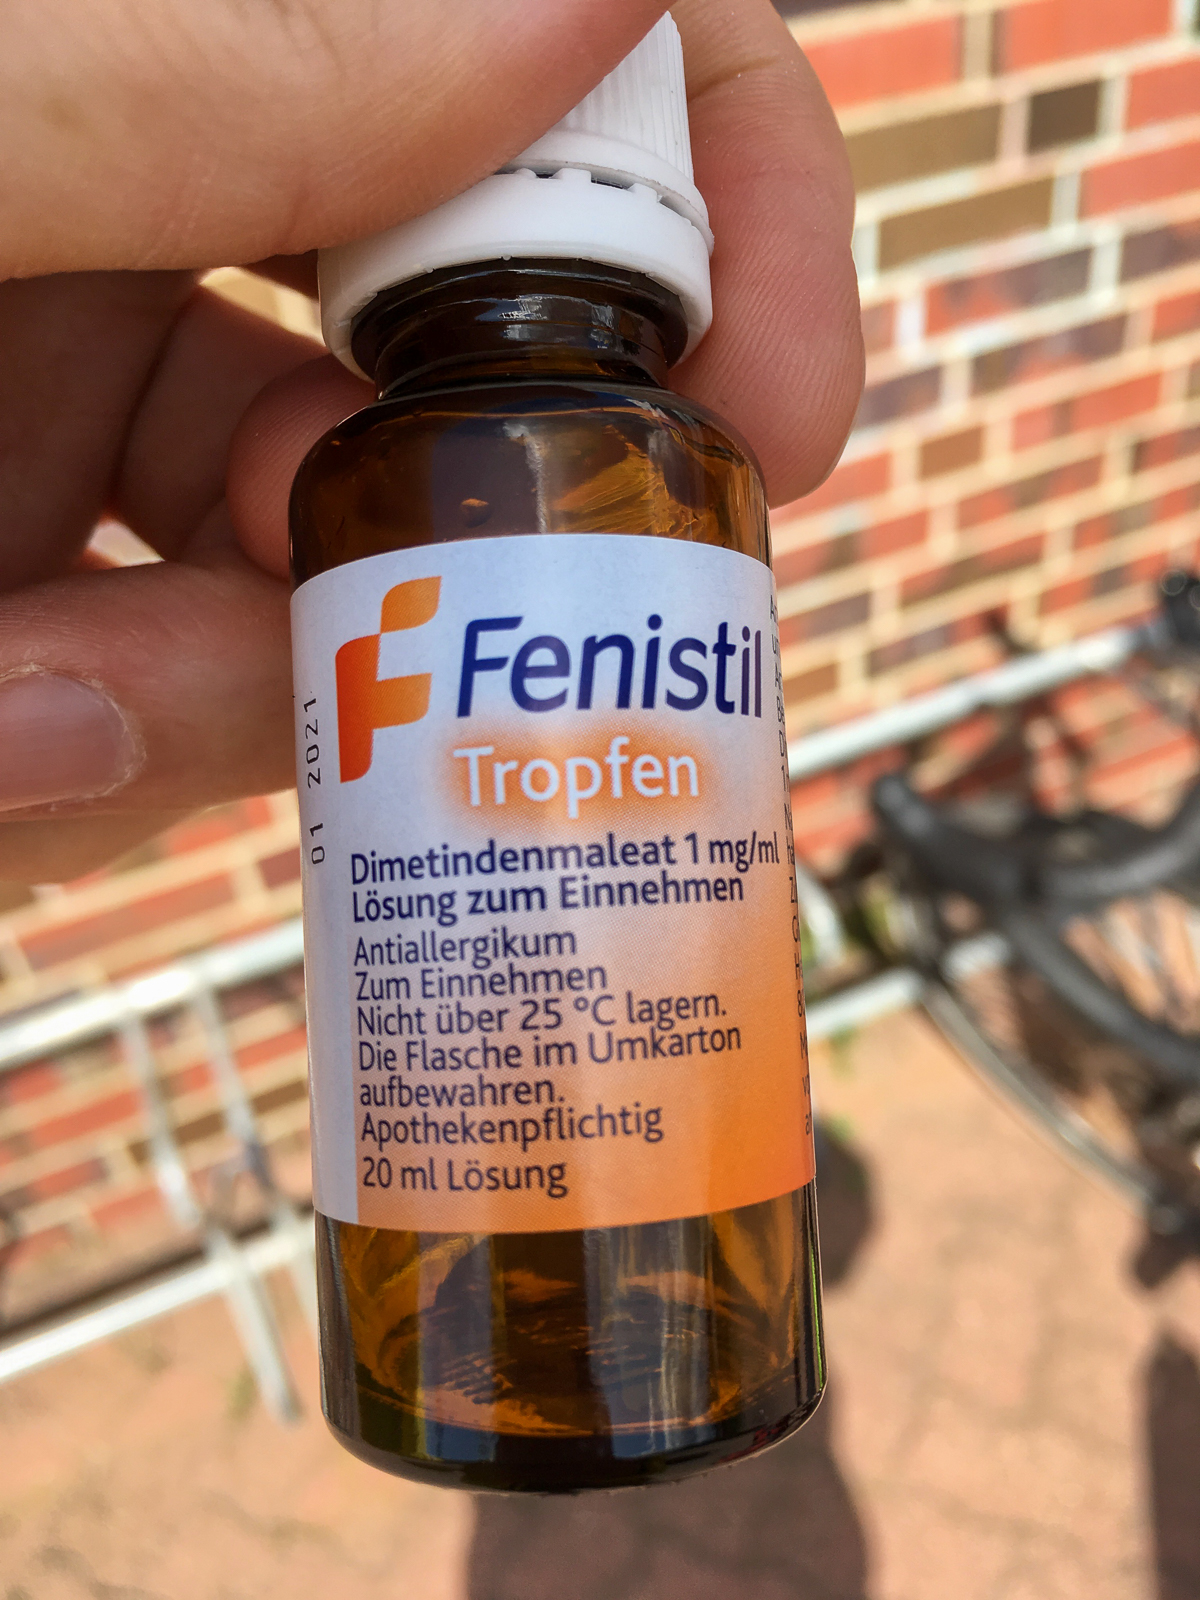 Fenistil
Tropfen
Dimetindenmaleat 1 mg/ml
Lösung zum Einnehmen
Antiallergikum
Zum Einnehmen
Nicht über 25 °C lagern.
Die Flasche im Umkarton
aufbewahren.
Apothekenpflichtig
20 ml Lösung
01 2021